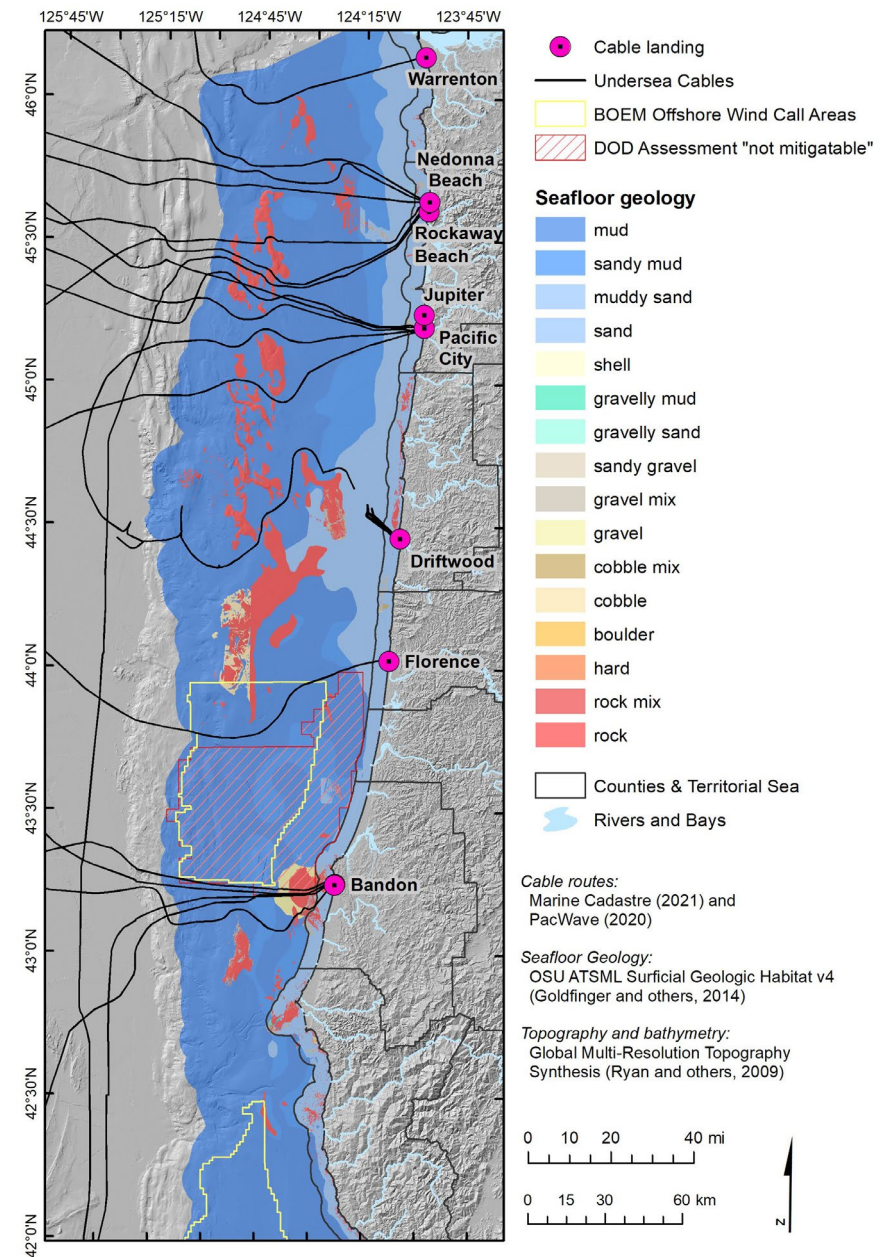 125°45'W 125°15'W 124°45'W 124°15'W 123°45'W
46°0'N
45°30'N
45°0'N
44°30'N
44°0'N
43°30'N
43°0'N
42°30'N
42°0'N
Warrenton
Nedonna
Beach
Rockaway
Beach
Jupiter
Pacific
City
Driftwood
Florence
Bandon
Cable landing
Undersea Cables
BOEM Offshore Wind Call Areas
DOD Assessment "not mitigatable"
Seafloor geology
mud
sandy mud
muddy sand
sand
shell
gravelly mud
gravelly sand
sandy gravel
gravel mix
gravel
cobble mix
cobble
boulder
hard
rock mix
rock
Counties & Territorial Sea
Rivers and Bays
Cable routes:
Marine Cadastre (2021) and
PacWave (2020)
Seafloor Geology:
OSU ATSML Surficial Geologic Habitat v4
(Goldfinger and others, 2014)
Topography and bathymetry:
Global Multi-Resolution Topography
Synthesis (Ryan and others, 2009)
0 10 20 40 mi
0 15 30 60 km
N